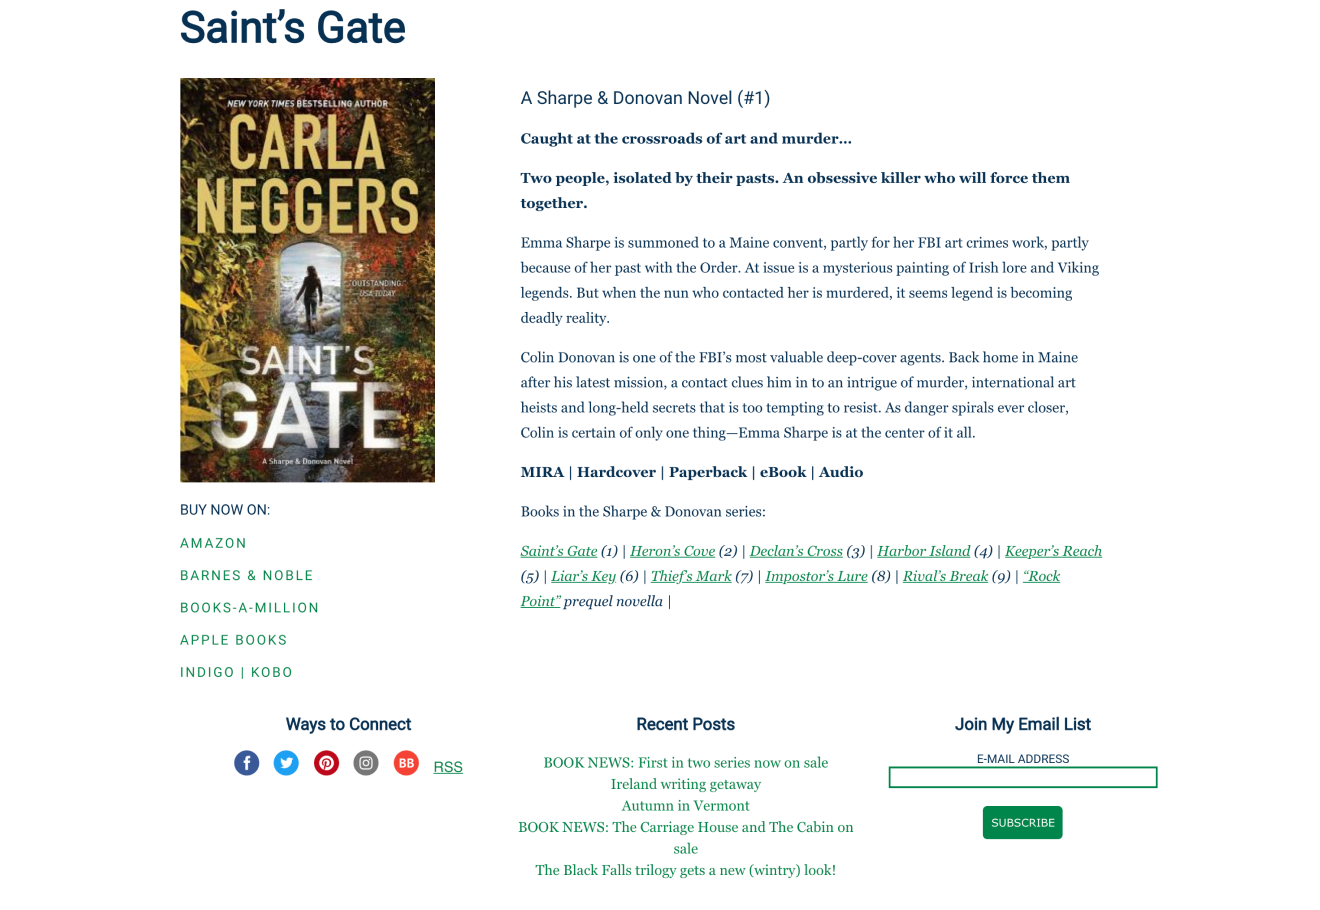 Saint’s Gate
NEW YORK TIMES BESTSELLING AUTHOR
CARLA
NEGGERS
"OUTSTANDING."
—USA TODAY
SAINT'S
GATE
A Sharpe & Donovan Novel
BUY NOW ON:
AMAZON
BARNES & NOBLE
BOOKS-A-MILLION
APPLE BOOKS
INDIGO | KOBO
A Sharpe & Donovan Novel (#1)
Caught at the crossroads of art and murder…
Two people, isolated by their pasts. An obsessive killer who will force them
together.
Emma Sharpe is summoned to a Maine convent, partly for her FBI art crimes work, partly
because of her past with the Order. At issue is a mysterious painting of Irish lore and Viking
legends. But when the nun who contacted her is murdered, it seems legend is becoming
deadly reality.
Colin Donovan is one of the FBI’s most valuable deep-cover agents. Back home in Maine
after his latest mission, a contact clues him in to an intrigue of murder, international art
heists and long-held secrets that is too tempting to resist. As danger spirals ever closer,
Colin is certain of only one thing—Emma Sharpe is at the center of it all.
MIRA | Hardcover | Paperback | eBook | Audio
Books in the Sharpe & Donovan series:
Saint’s Gate (1) | Heron’s Cove (2) | Declan’s Cross (3) | Harbor Island (4) | Keeper’s Reach
(5) | Liar’s Key (6) | Thief’s Mark (7) | Impostor’s Lure (8) | Rival’s Break (9) | “Rock
Point” prequel novella |
Ways to Connect
BB RSS
Recent Posts
BOOK NEWS: First in two series now on sale
Ireland writing getaway
Autumn in Vermont
BOOK NEWS: The Carriage House and The Cabin on
sale
The Black Falls trilogy gets a new (wintry) look!
Join My Email List
E-MAIL ADDRESS
SUBSCRIBE